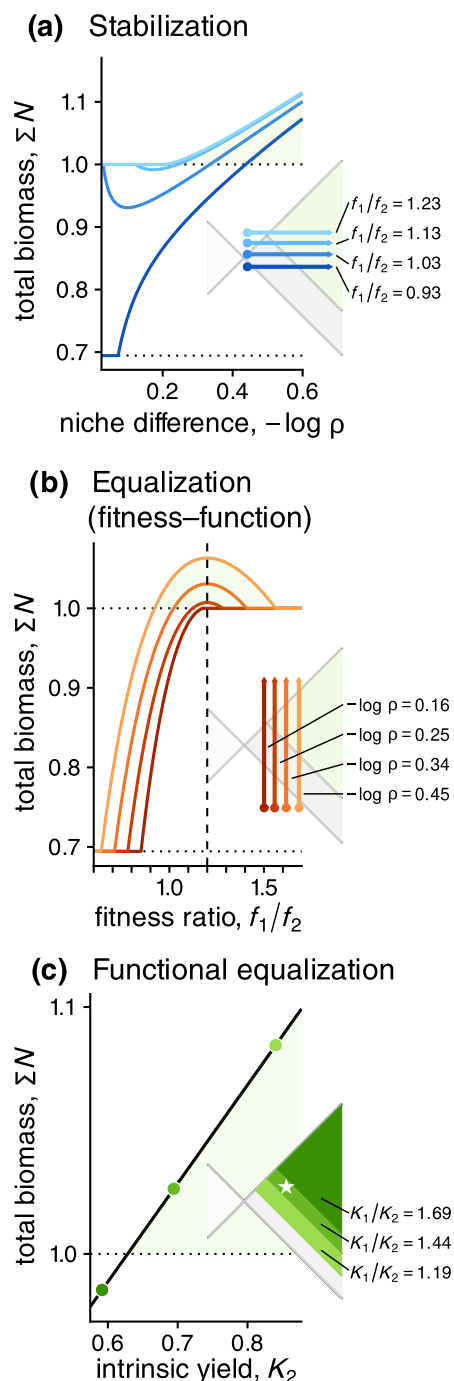 (a) Stabilization
total biomass, Σ N
1.1
1.0
0.9
0.8
0.7
0.2
0.4
0.6
niche difference, −log ρ
f₁/f₂ = 1.23
f₁/f₂ = 1.13
f₁/f₂ = 1.03
f₁/f₂ = 0.93
(b) Equalization
(fitness–function)
total biomass, Σ N
1.0
0.9
0.8
0.7
1.0
1.5
fitness ratio, f₁/f₂
−log ρ = 0.16
−log ρ = 0.25
−log ρ = 0.34
−log ρ = 0.45
(c) Functional equalization
total biomass, Σ N
1.1
1.0
0.6
0.7
0.8
intrinsic yield, K₂
K₁/K₂ = 1.69
K₁/K₂ = 1.44
K₁/K₂ = 1.19